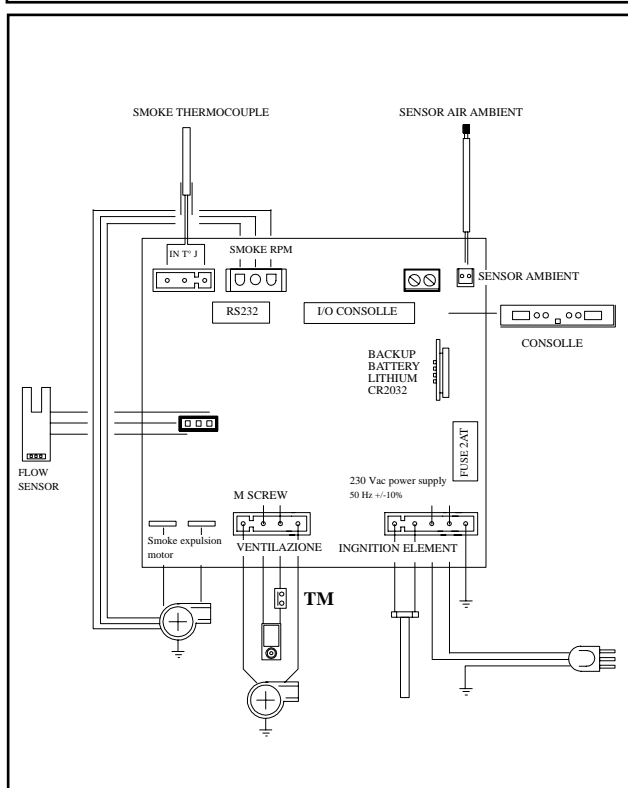 SMOKE THERMOCOUPLE
SENSOR AIR AMBIENT
IN T° J
SMOKE RPM
SENSOR AMBIENT
RS232
I/O CONSOLLE
CONSOLLE
BACKUP
BATTERY
LITHIUM
CR2032
FLOW
SENSOR
FUSE 2AT
230 Vac power supply
50 Hz +/-10%
M SCREW
Smoke expulsion
motor
VENTILAZIONE
INGNITION ELEMENT
TM